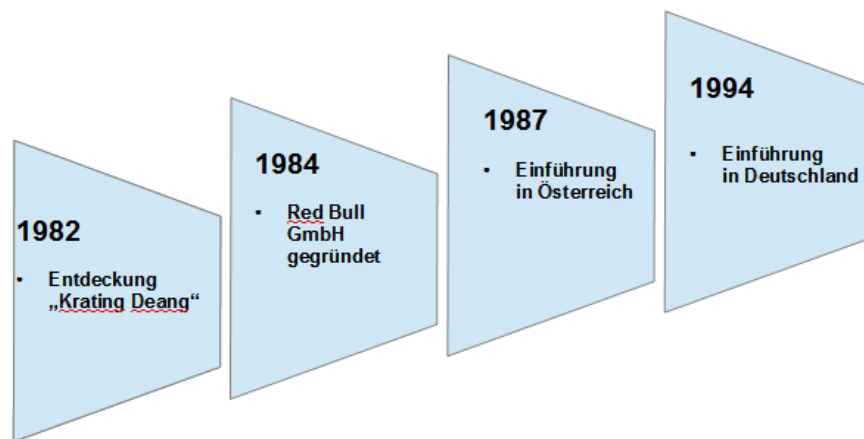 1982
• Entdeckung
„Krating Deang“
1984
• Red Bull
GmbH
gegründet
1987
• Einführung
in Österreich
1994
• Einführung
in Deutschland